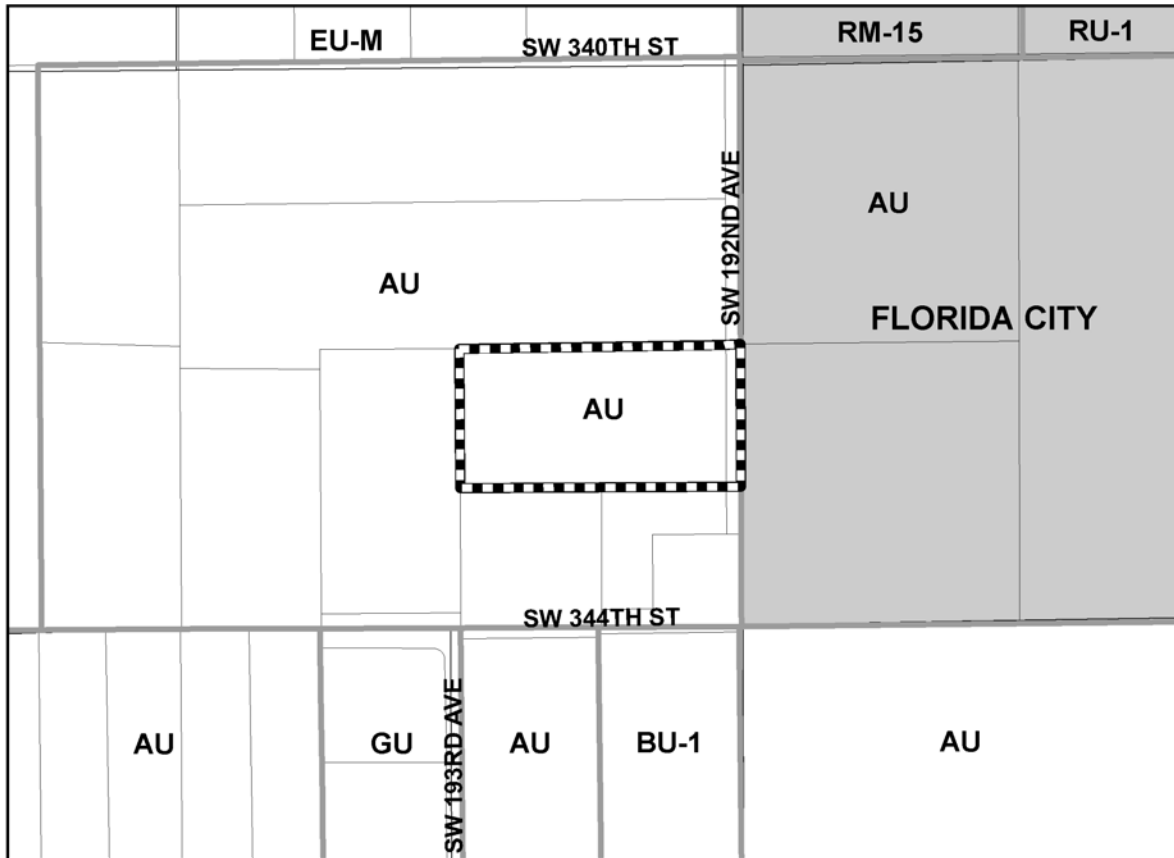 EU-M
SW 340TH ST
RM-15
RU-1
SW 192ND AVE
AU
AU
FLORIDA CITY
AU
SW 344TH ST
AU
GU
SW 193RD AVE
AU
BU-1
AU